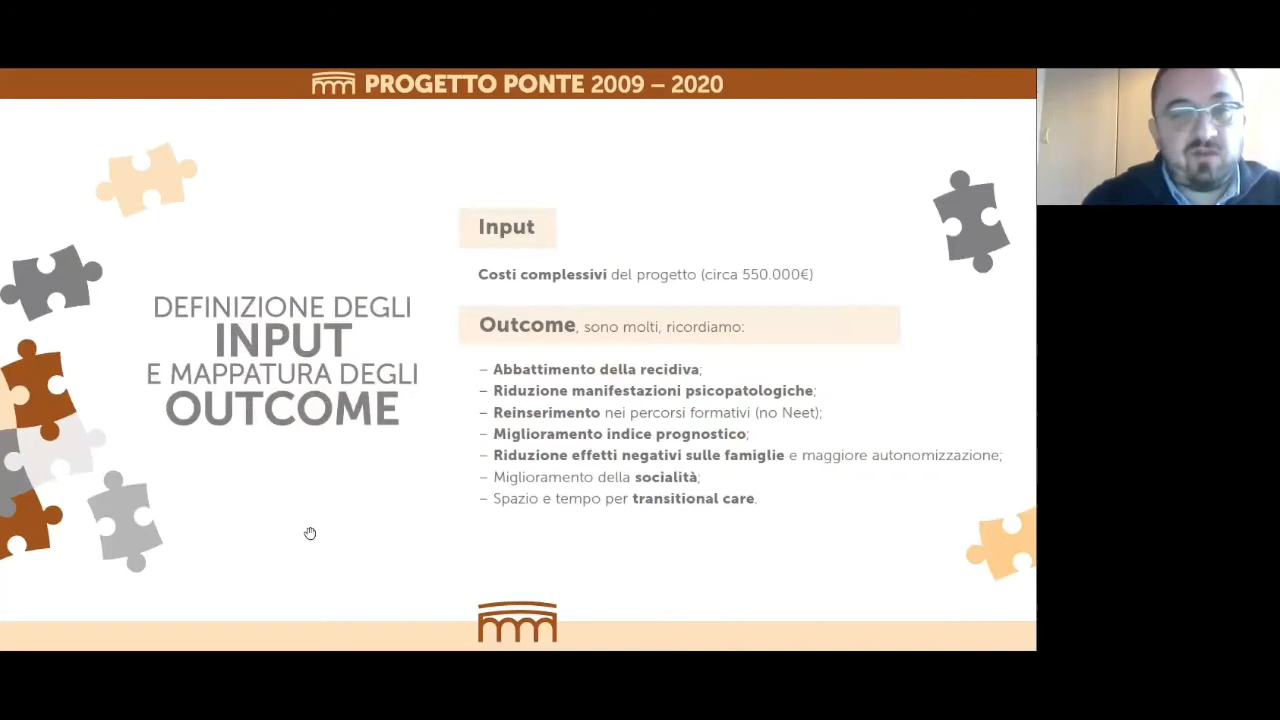 PROGETTO PONTE 2009 – 2020
DEFINIZIONE DEGLI
INPUT
E MAPPATURA DEGLI
OUTCOME
Input
Costi complessivi del progetto (circa 550.000€)
Outcome, sono molti, ricordiamo:
– Abbattimento della recidiva;
– Riduzione manifestazioni psicopatologiche;
– Reinserimento nei percorsi formativi (no Neet);
– Miglioramento indice prognostico;
– Riduzione effetti negativi sulle famiglie e maggiore autonomizzazione;
– Miglioramento della socialità;
– Spazio e tempo per transitional care.